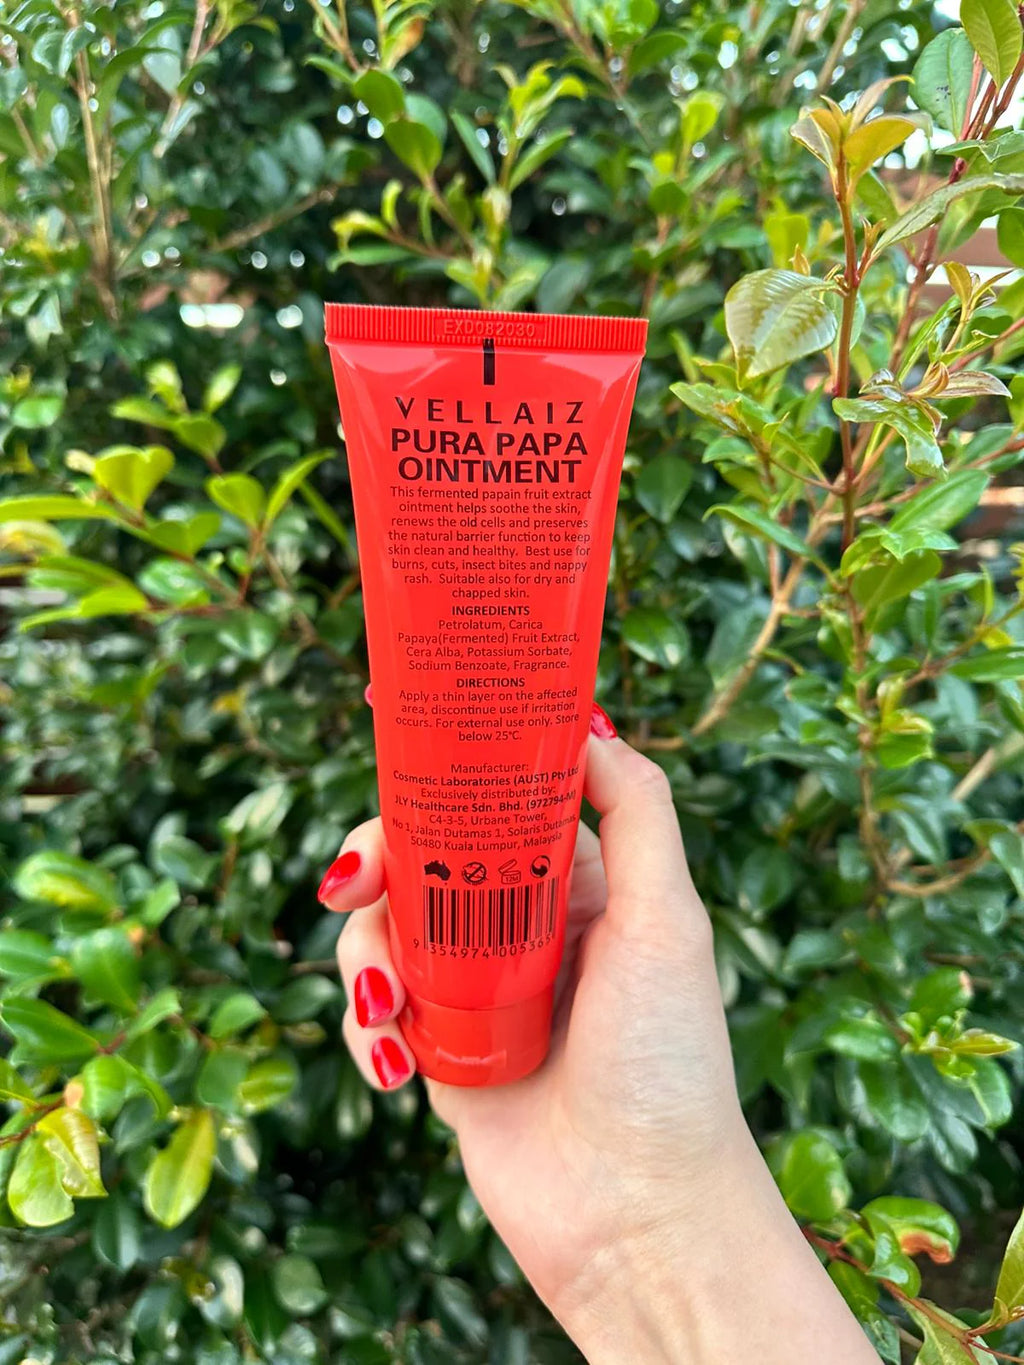 EXD082030
VELLAIZ
PURA PAPA
OINTMENT
This fermented papain fruit extract
ointment helps soothe the skin,
renews the old cells and preserves
the natural barrier function to keep
skin clean and healthy. Best use for
burns, cuts, insect bites and nappy
rash. Suitable also for dry and
chapped skin.
INGREDIENTS
Petrolatum, Carica
Papaya(Fermented) Fruit Extract,
Cera Alba, Potassium Sorbate,
Sodium Benzoate, Fragrance.
DIRECTIONS
Apply a thin layer on the affected
area, discontinue use if irritation
occurs. For external use only. Store
below 25°C.
Manufacturer:
Cosmetic Laboratories (AUST) Pty Ltd
Exclusively distributed by:
JLY Healthcare Sdn. Bhd. (972794-M)
C4-3-5, Urbane Tower,
No 1, Jalan Dutamas 1, Solaris Dutamas
50480 Kuala Lumpur, Malaysia
12M
9 354974 005365